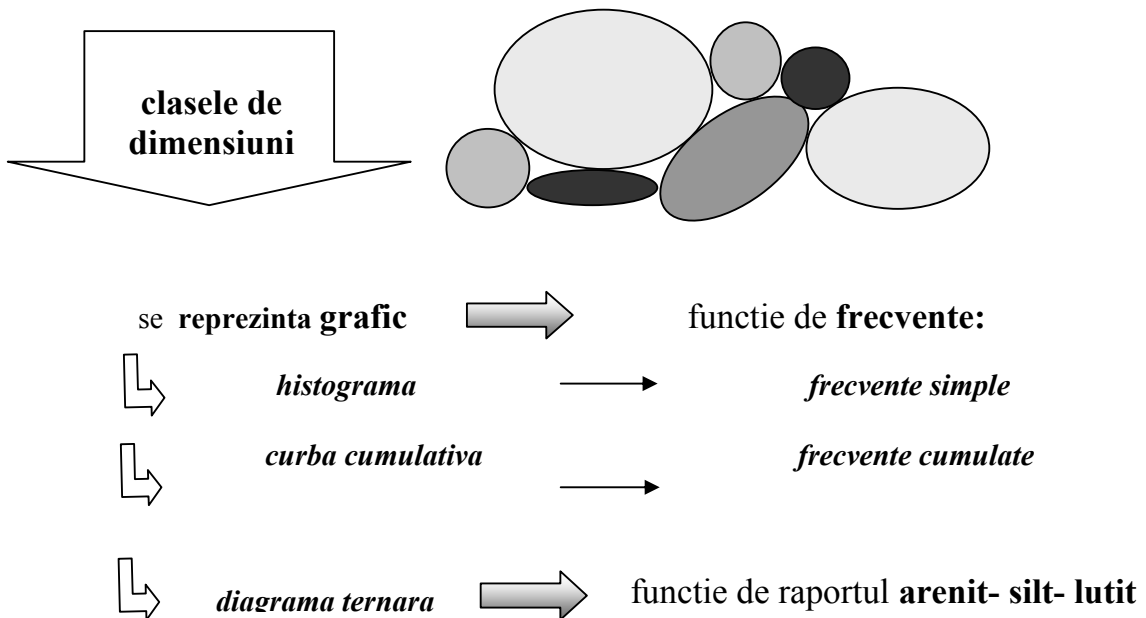 clasele de
dimensiuni
se reprezinta grafic functie de frecvente:
histograma frecvente simple
curba cumulativa frecvente cumulate
diagrama ternara functie de raportul arenit- silt- lutit